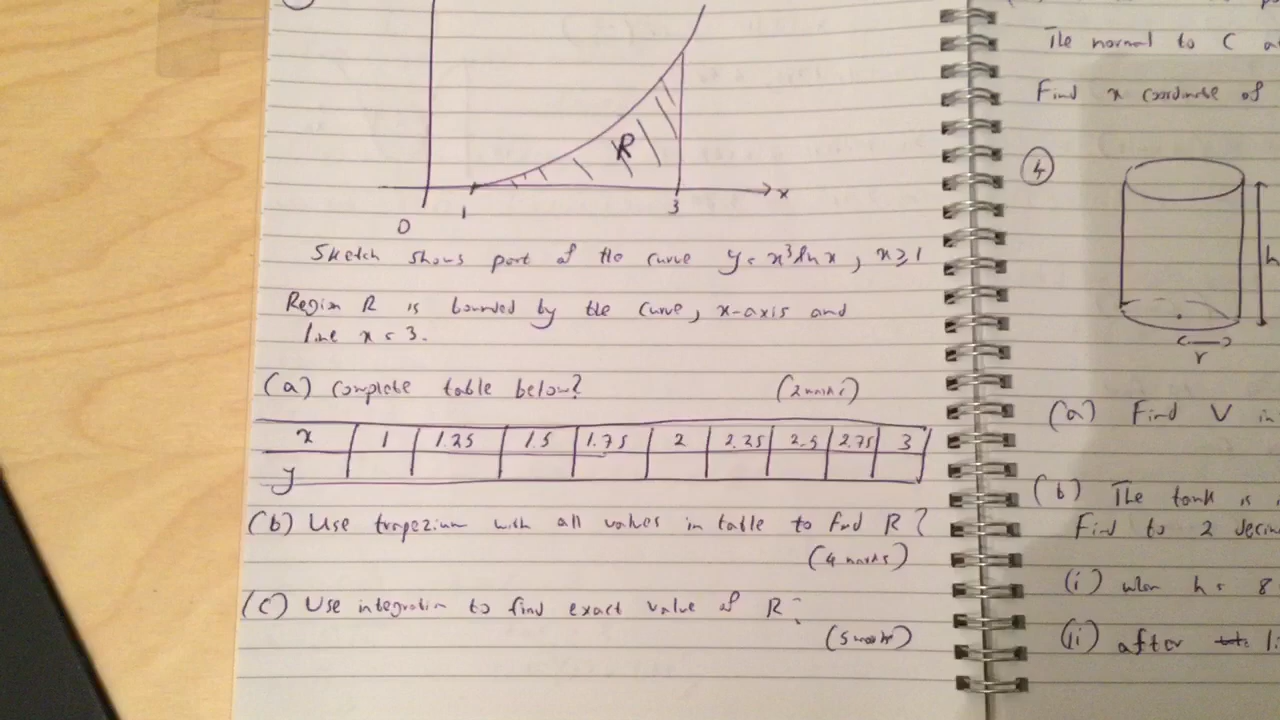 R
x
0
1
3
Sketch shows part of the curve y = x³ ln x, x ≥ 1
Region R is bounded by the curve, x-axis and
line x = 3.
(a) Complete table below? (2 marks)
x 1 1.25 1.5 1.75 2 2.25 2.5 2.75 3
y
(b) Use trapezium with all values in table to find R?
(4 marks)
(c) Use integration to find exact value of R?
(5 marks)
The normal to C
Find x coordinate of
4
h
r
(a) Find V in
(b) The tank is
Find to 2
(i) when h = 8
(ii) after